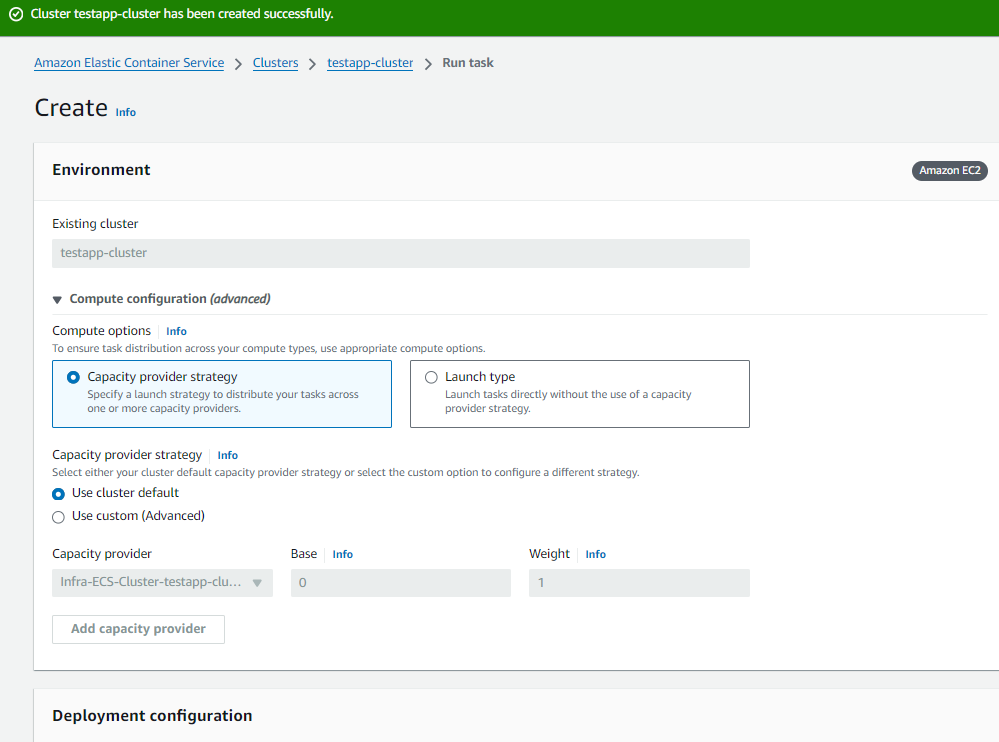 Cluster testapp-cluster has been created successfully.
Amazon Elastic Container Service > Clusters > testapp-cluster > Run task
Create Info
Environment
Amazon EC2
Existing cluster
testapp-cluster
Compute configuration (advanced)
Compute options Info
To ensure task distribution across your compute types, use appropriate compute options.
Capacity provider strategy
Specify a launch strategy to distribute your tasks across
one or more capacity providers.
Launch type
Launch tasks directly without the use of a capacity
provider strategy.
Capacity provider strategy Info
Select either your cluster default capacity provider strategy or select the custom option to configure a different strategy.
Use cluster default
Use custom (Advanced)
Capacity provider Base Info Weight Info
Infra-ECS-Cluster-testapp-clu... 0 1
Add capacity provider
Deployment configuration